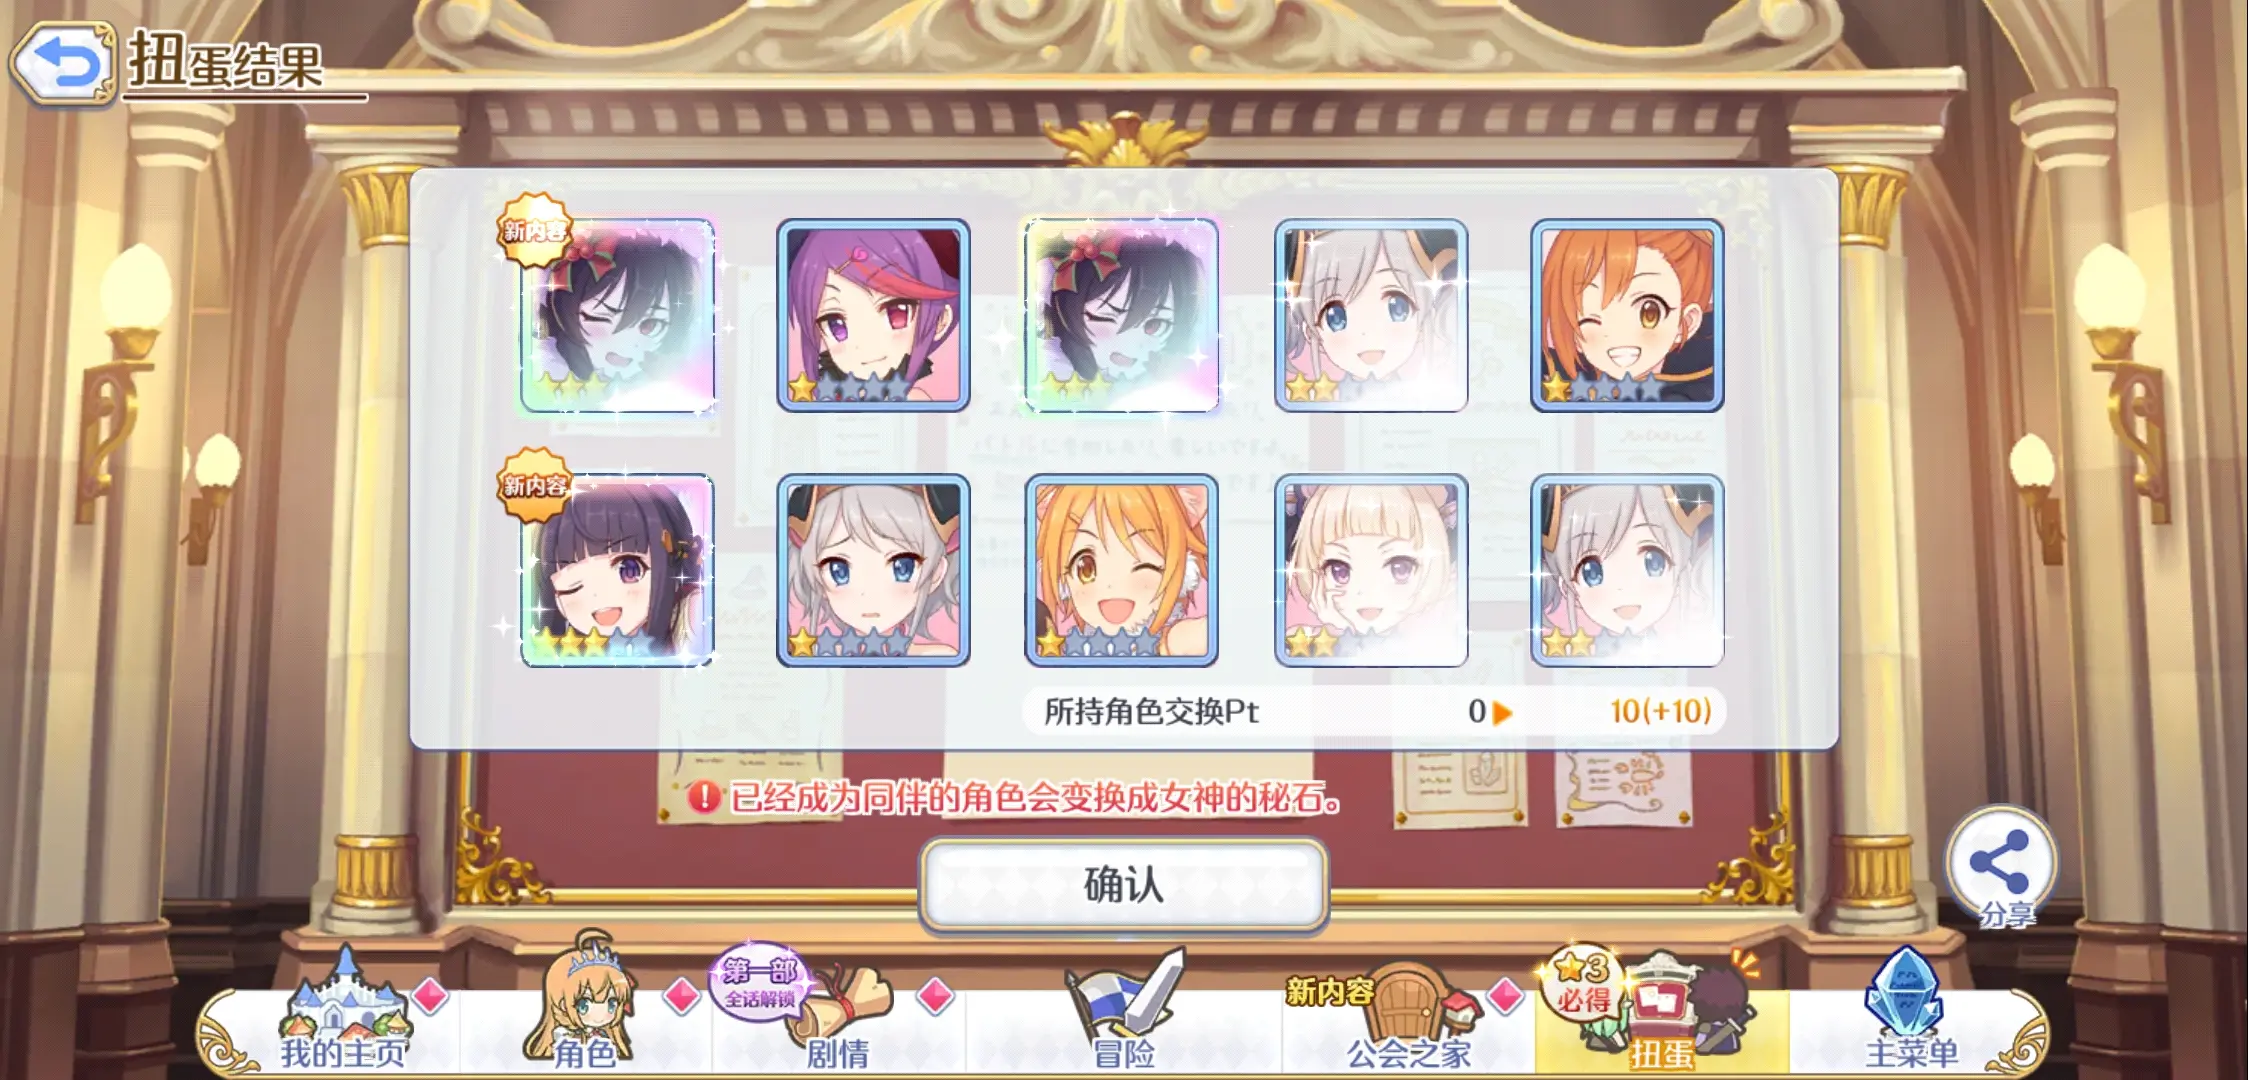 扭蛋结果
新内容
新内容
所持角色交换Pt 0 10(+10)
已经成为同伴的角色会变换成女神的秘石。
确认
分享
我的主页
角色
第一部
全话解锁
剧情
冒险
新内容
公会之家
3
必得
扭蛋
主菜单